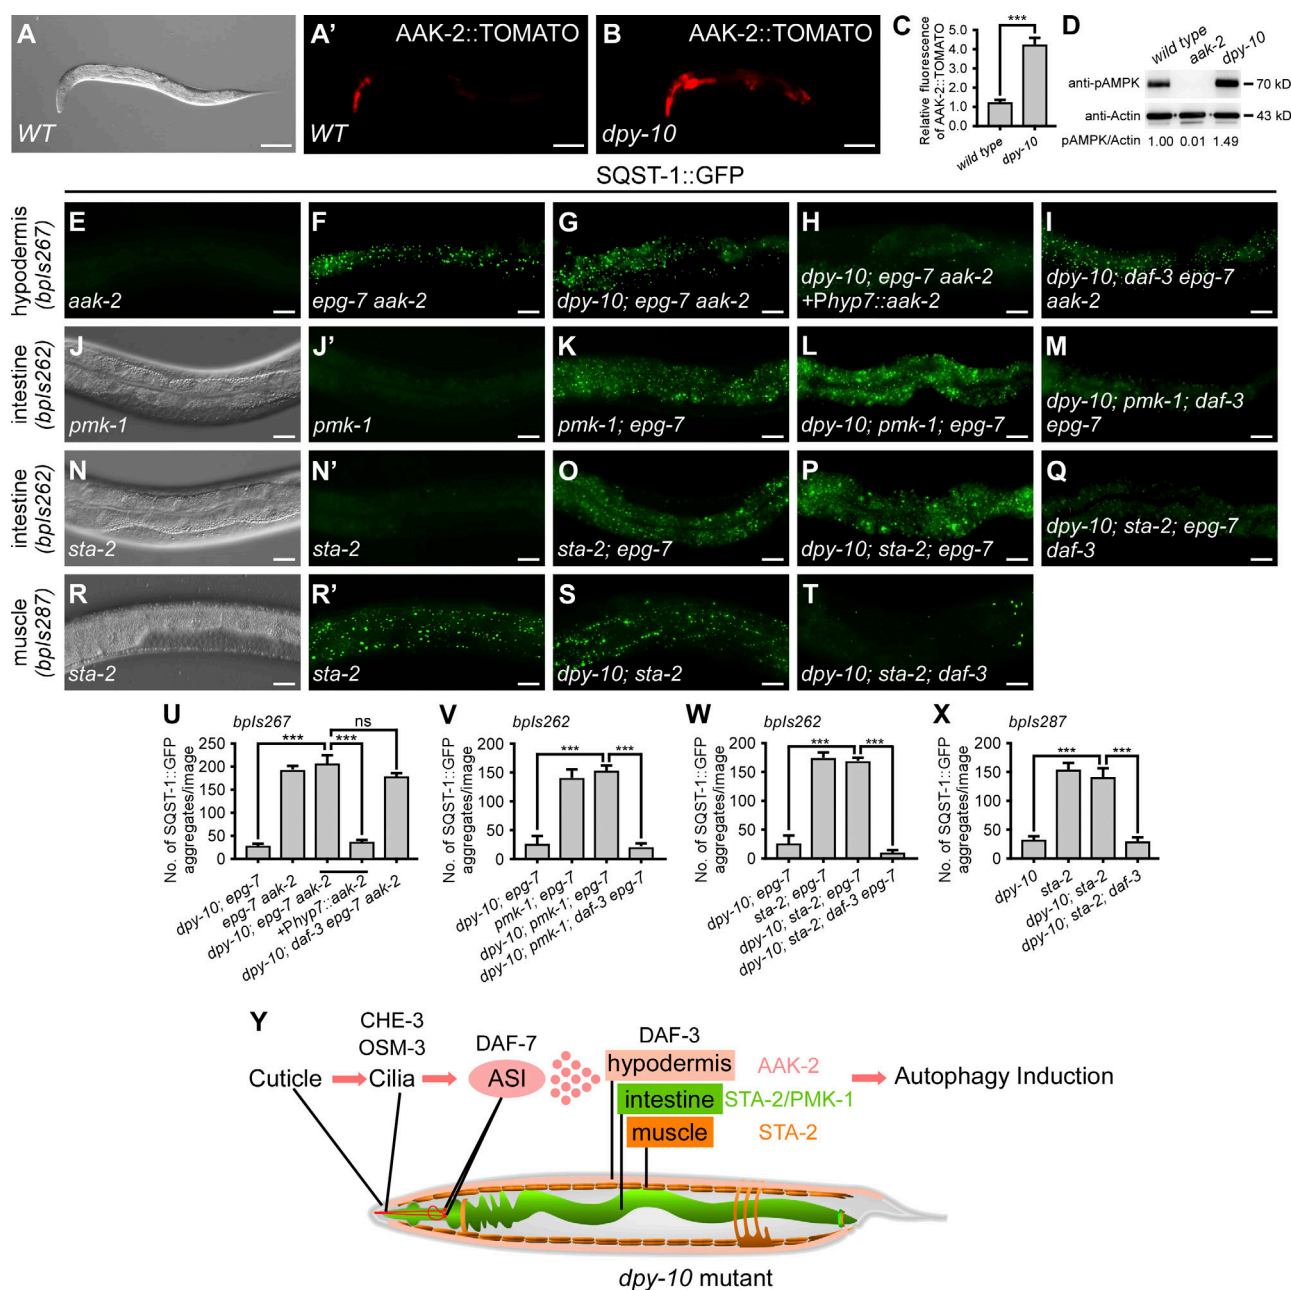 A
WT
A'
AAK-2::TOMATO
WT
B
AAK-2::TOMATO
dpy-10
C
Relative fluorescence
of AAK-2::TOMATO
5.0
4.0
3.0
2.0
1.0
0.0
***
wild type
dpy-10
D
wild type
aak-2
dpy-10
anti-pAMPK
70 kD
anti-Actin
43 kD
pAMPK/Actin 1.00 0.01 1.49
SQST-1::GFP
hypodermis
(bpIs267)
E
aak-2
F
epg-7 aak-2
G
dpy-10; epg-7 aak-2
H
dpy-10; epg-7 aak-2
+Phyp7::aak-2
I
dpy-10; daf-3 epg-7
aak-2
intestine
(bpIs262)
J
pmk-1
J'
pmk-1
K
pmk-1; epg-7
L
dpy-10; pmk-1; epg-7
M
dpy-10; pmk-1; daf-3
epg-7
intestine
(bpIs262)
N
sta-2
N'
sta-2
O
sta-2; epg-7
P
dpy-10; sta-2; epg-7
Q
dpy-10; sta-2; epg-7
daf-3
muscle
(bpIs287)
R
sta-2
R'
sta-2
S
dpy-10; sta-2
T
dpy-10; sta-2; daf-3
U
bpIs267
No. of SQST-1::GFP
aggregates/image
250
200
150
100
50
0
***
***
ns
dpy-10; epg-7
epg-7 aak-2
dpy-10; epg-7 aak-2
+Phyp7::aak-2
dpy-10; daf-3 epg-7 aak-2
V
bpIs262
No. of SQST-1::GFP
aggregates/image
200
150
100
50
0
***
***
dpy-10; epg-7
pmk-1; epg-7
dpy-10; pmk-1; epg-7
dpy-10; pmk-1; daf-3 epg-7
W
bpIs262
No. of SQST-1::GFP
aggregates/image
200
150
100
50
0
***
***
dpy-10; epg-7
sta-2; epg-7
dpy-10; sta-2; epg-7
dpy-10; sta-2; daf-3 epg-7
X
bpIs287
No. of SQST-1::GFP
aggregates/image
200
150
100
50
0
***
***
dpy-10
sta-2
dpy-10; sta-2
dpy-10; sta-2; daf-3
Y
Cuticle
CHE-3
OSM-3
Cilia
DAF-7
ASI
DAF-3
hypodermis
AAK-2
intestine
STA-2/PMK-1
muscle
STA-2
Autophagy Induction
dpy-10 mutant